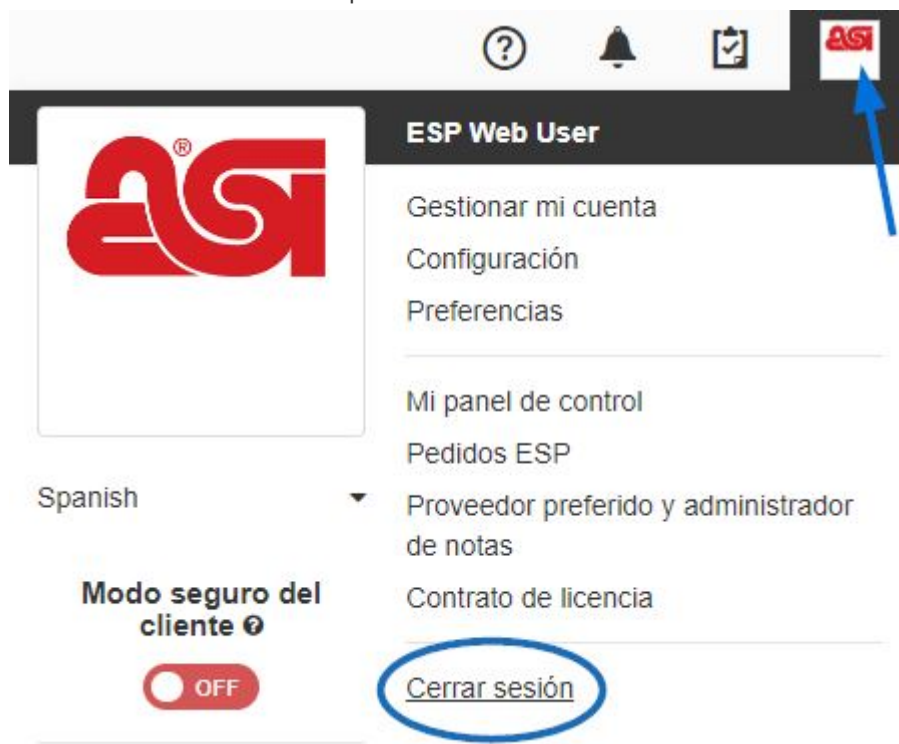 asi
ESP Web User
®
asi
Gestionar mi cuenta
Configuración
Preferencias
Mi panel de control
Pedidos ESP
Proveedor preferido y administrador
de notas
Contrato de licencia
Cerrar sesión
Spanish
Modo seguro del
cliente
OFF